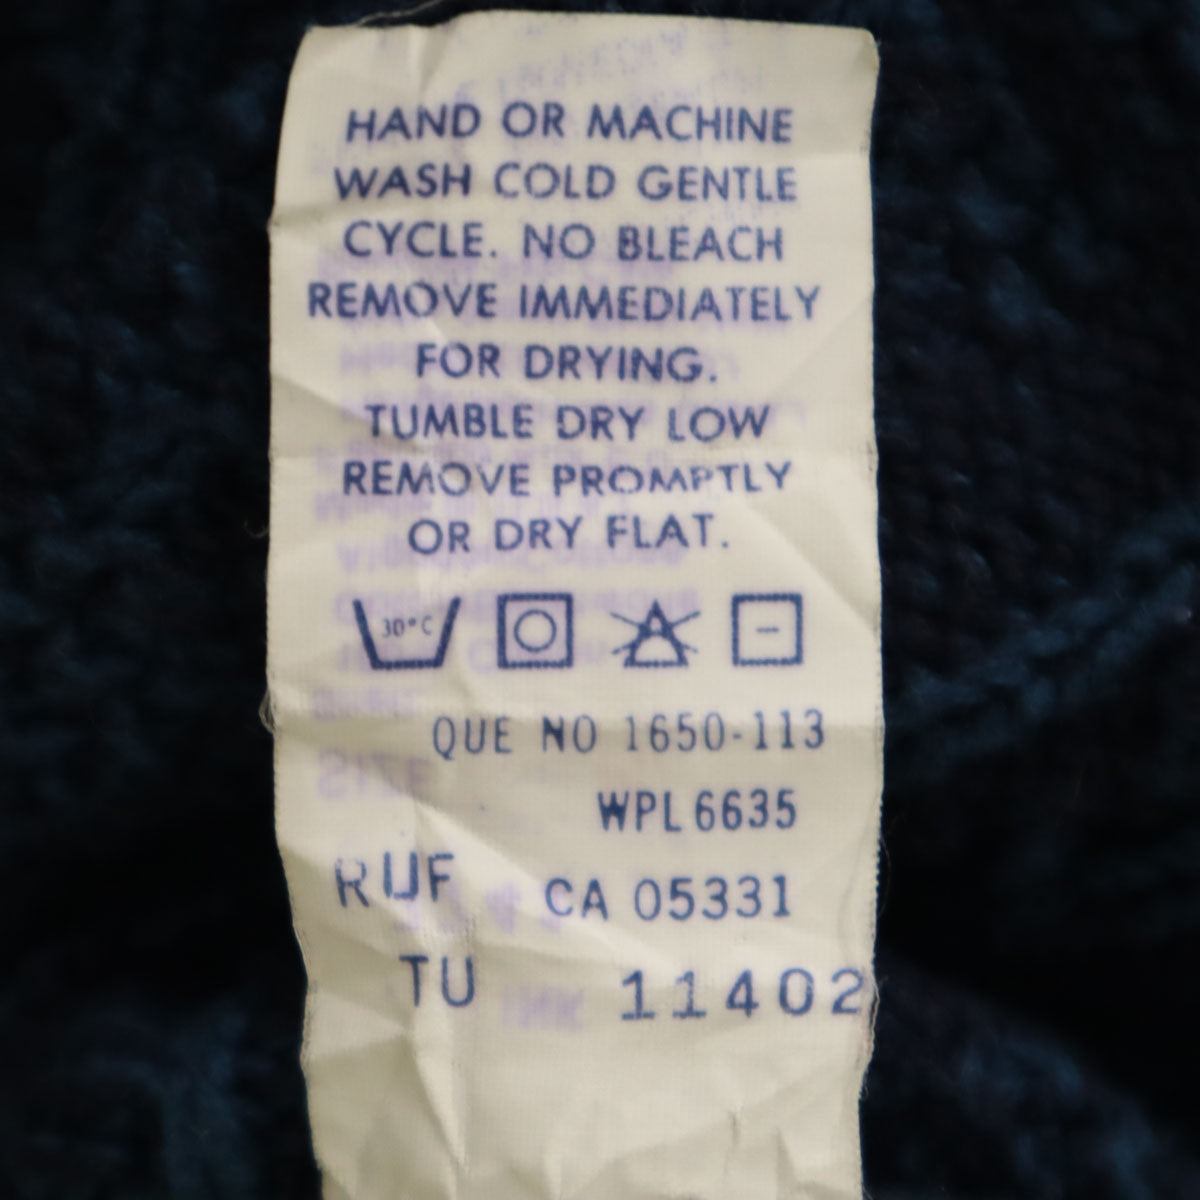 HAND OR MACHINE
WASH COLD GENTLE
CYCLE. NO BLEACH
REMOVE IMMEDIATELY
FOR DRYING.
TUMBLE DRY LOW
REMOVE PROMPTLY
OR DRY FLAT.
30°C
QUE NO 1650-113
WPL 6635
RUF CA 05331
TU 11402
SIZE